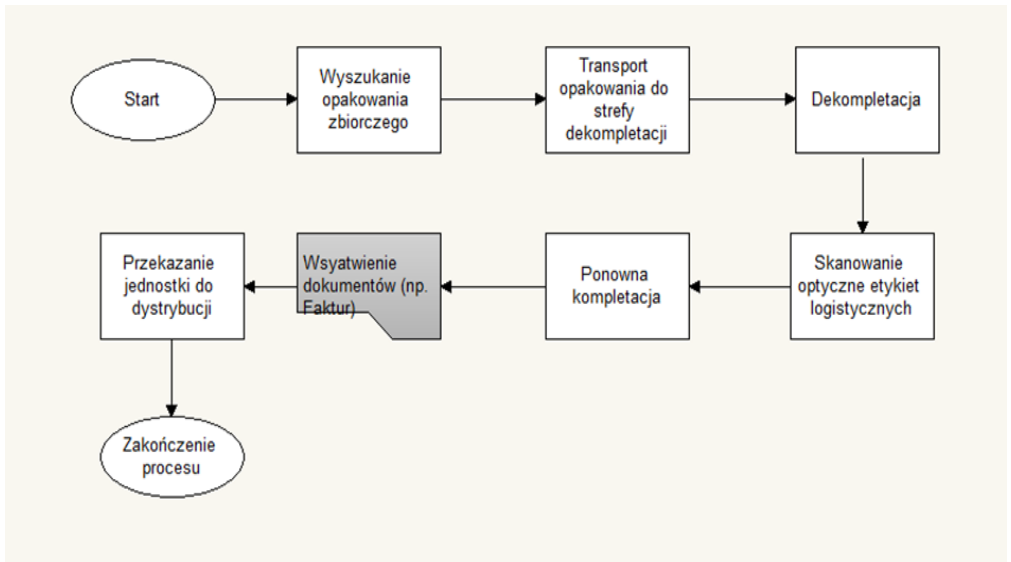 Start
Wyszukanie
opakowania
zbiorczego
Transport
opakowania do
strefy
dekompletacji
Dekompletacja
Skanowanie
optyczne etykiet
logistycznych
Ponowna
kompletacja
Wsyatwienie
dokumentów (np.
Faktur)
Przekazanie
jednostki do
dystrybucji
Zakończenie
procesu